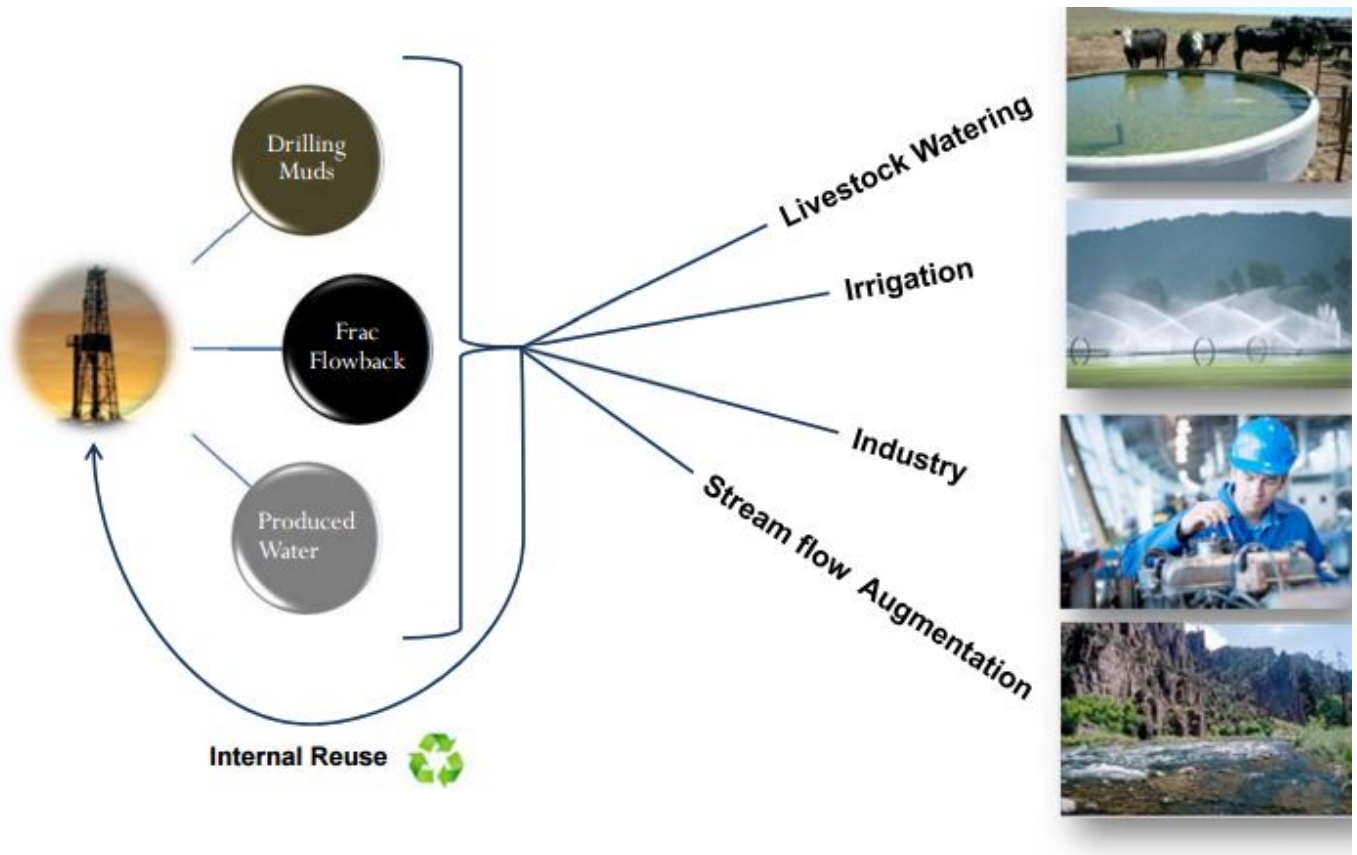 Drilling
Muds
Frac
Flowback
Produced
Water
Livestock Watering
Irrigation
Industry
Stream flow Augmentation
Internal Reuse